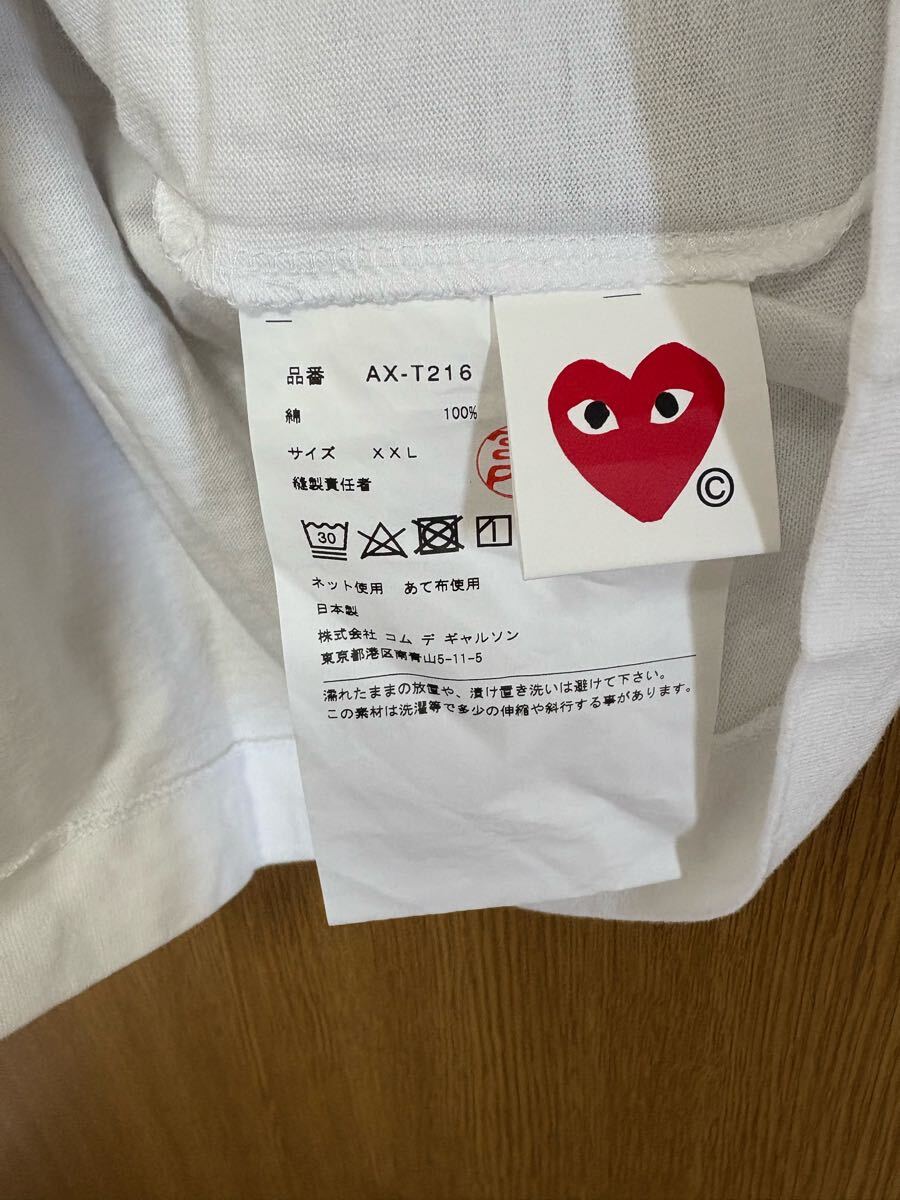 品番 AX-T216
綿 100%
サイズ XXL
縫製責任者
30
1
ネット使用 あて布使用
日本製
株式会社 コム デ ギャルソン
東京都港区南青山5-11-5
濡れたままの放置や、漬け置き洗いは避けて下さい。
この素材は洗濯等で多少の伸縮や斜行する事があります。
©